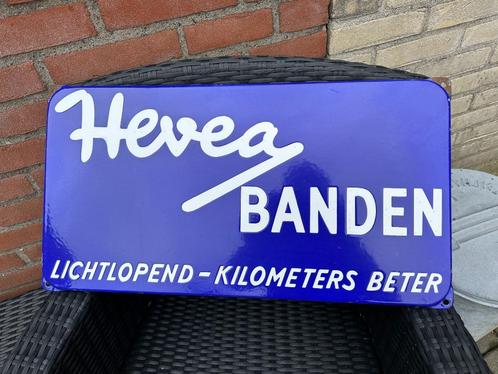 Hevea
BANDEN
LICHTLOPEND - KILOMETERS BETER